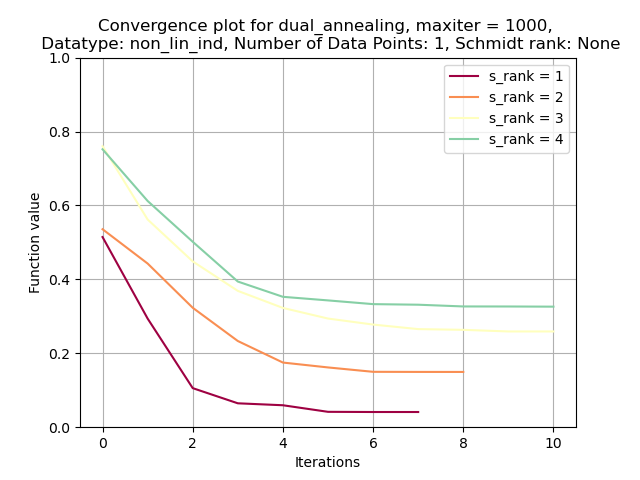 Convergence plot for dual_annealing, maxiter = 1000,
Datatype: non_lin_ind, Number of Data Points: 1, Schmidt rank: None
s_rank = 1
s_rank = 2
s_rank = 3
s_rank = 4
1.0
0.8
0.6
0.4
0.2
0.0
Function value
0 2 4 6 8 10
Iterations